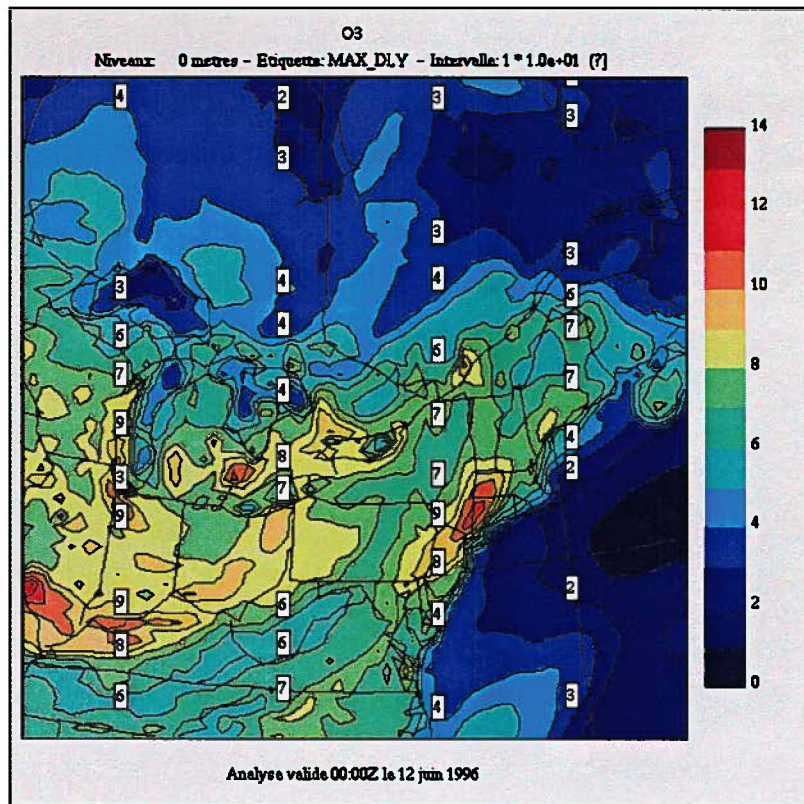 O3
Niveaux: 0 metres - Etiquette: MAX_DLY - Intervalle: 1 * 1.0e+01 (?]
4 2 3
3
3
3
3
3 4 4
6
4
6 6
7
7 4 7
7
9
8 4
3 7 7 2
9 9
8
9 6 4 2
8 6
6 7 4 3
14
12
10
8
6
4
2
0
Analyse valide 00:00Z le 12 juin 1996